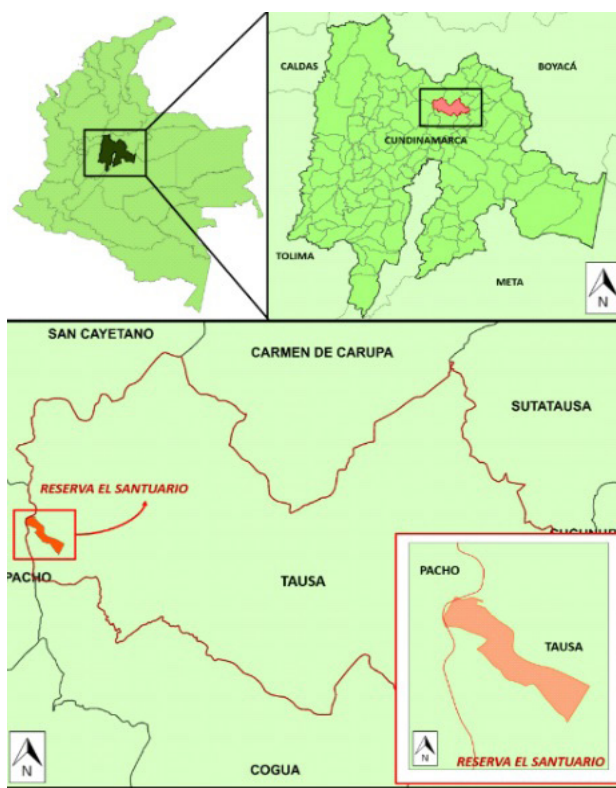 CALDAS
BOYACÁ
CUNDINAMARCA
TOLIMA
META
N
SAN CAYETANO
CARMEN DE CARUPA
SUTATAUSA
RESERVA EL SANTUARIO
PACHO
TAUSA
COGUA
N
PACHO
TAUSA
N
RESERVA EL SANTUARIO